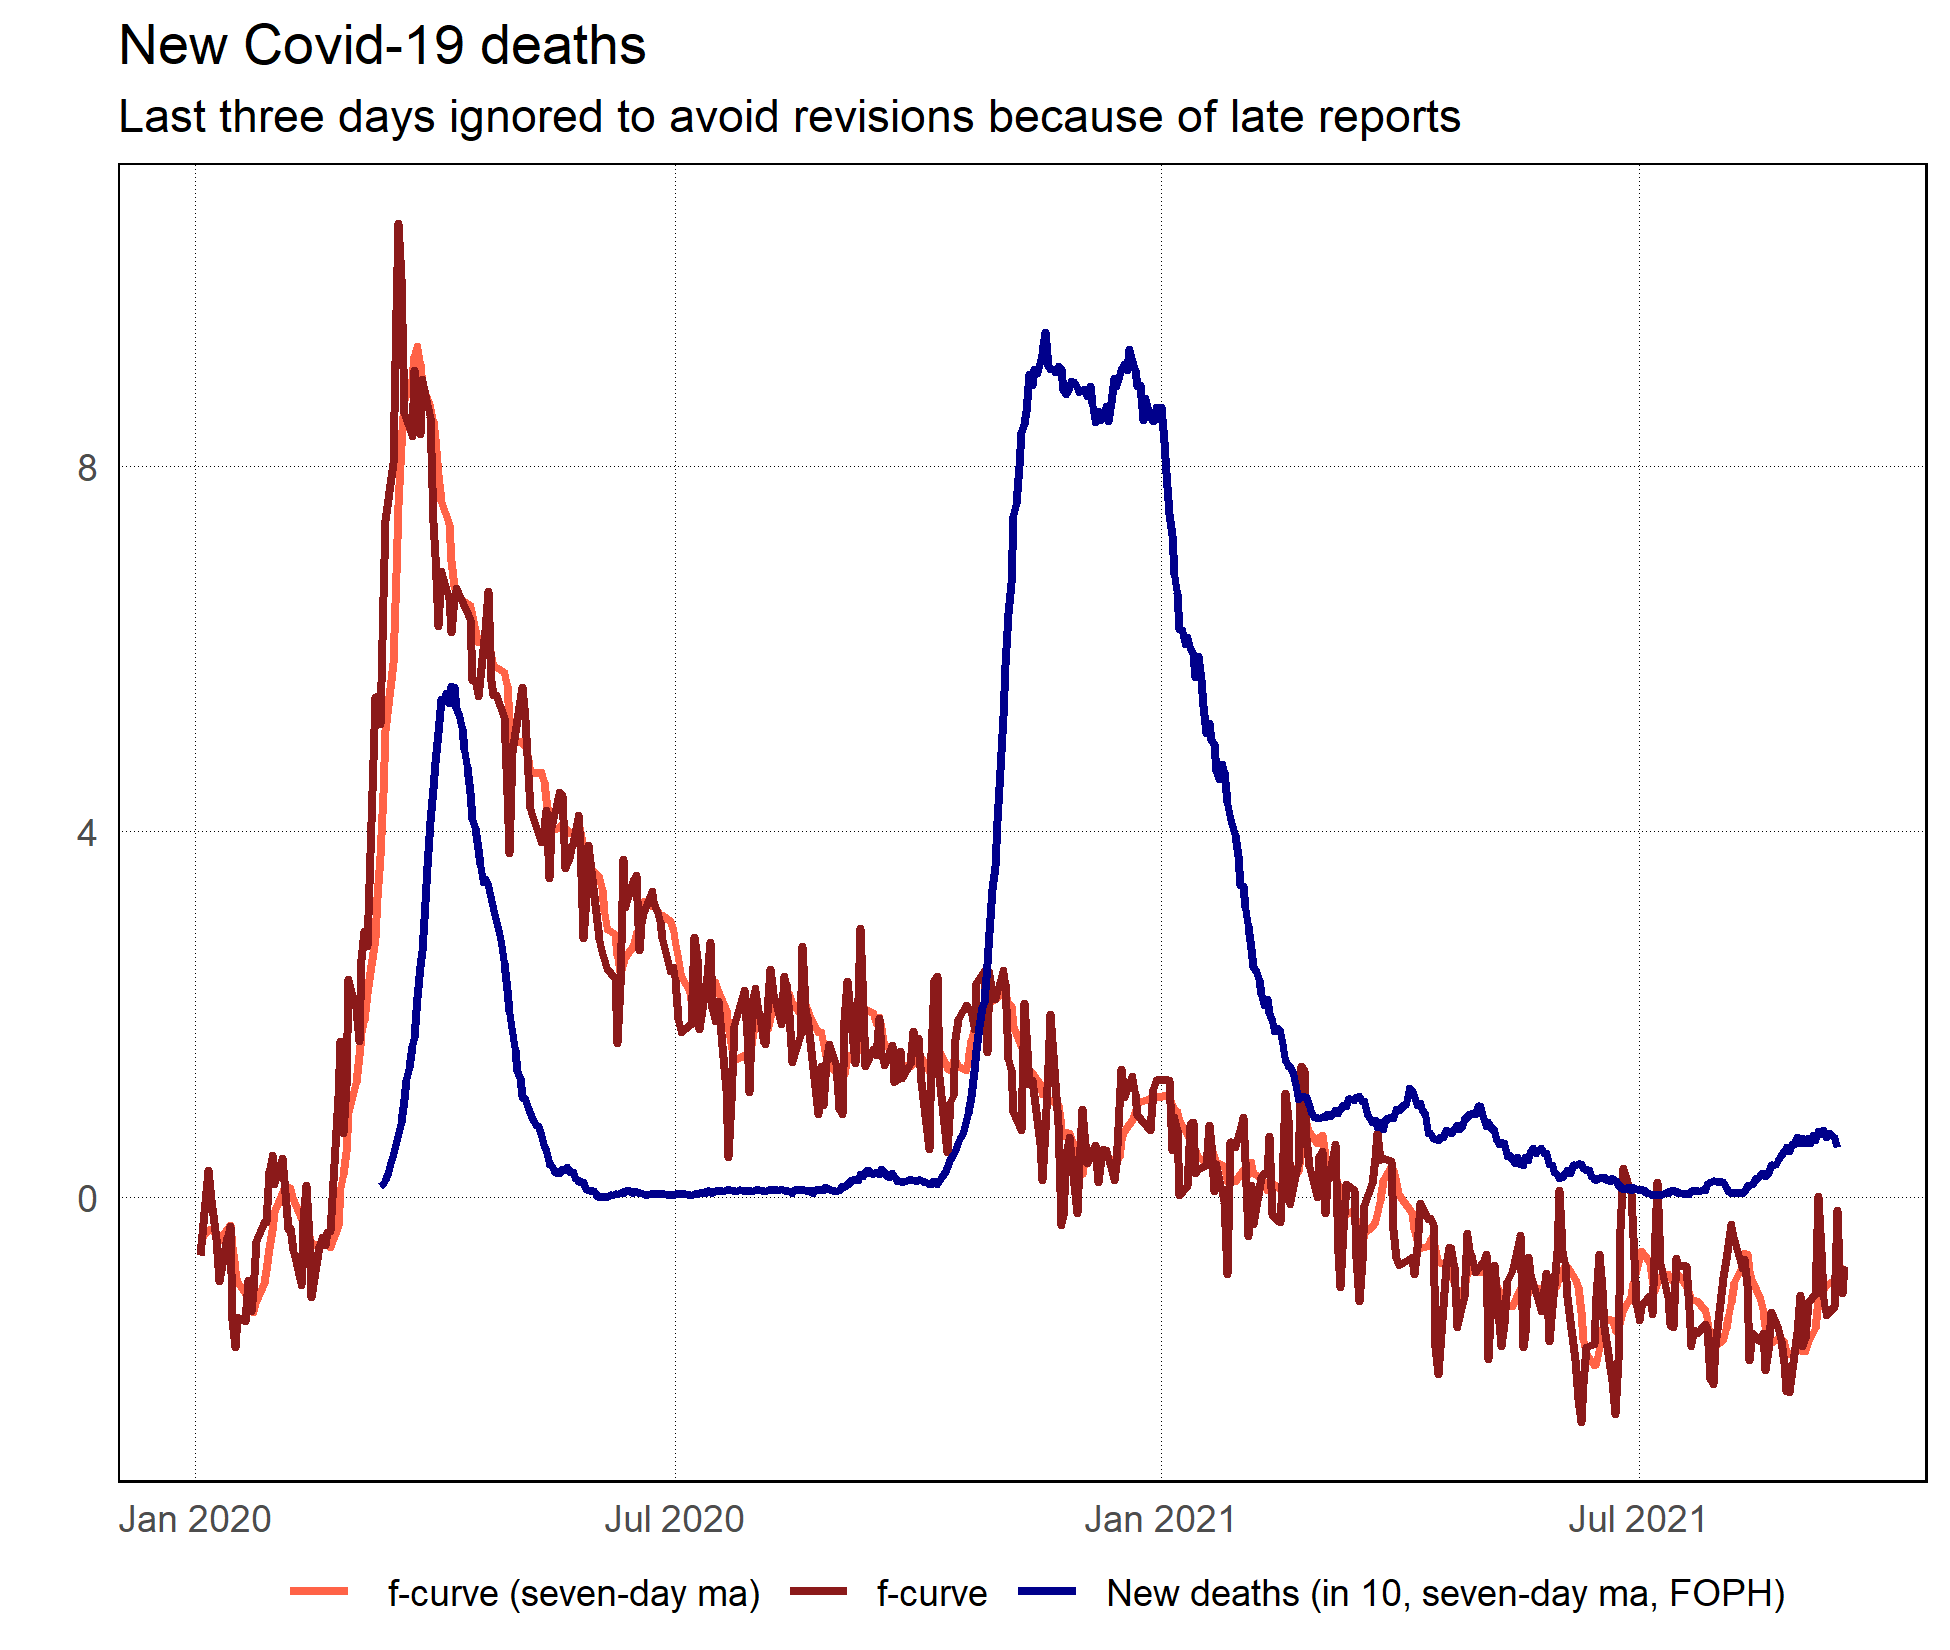 New Covid-19 deaths
Last three days ignored to avoid revisions because of late reports
8
4
0
Jan 2020 Jul 2020 Jan 2021 Jul 2021
f-curve (seven-day ma) f-curve New deaths (in 10, seven-day ma, FOPH)